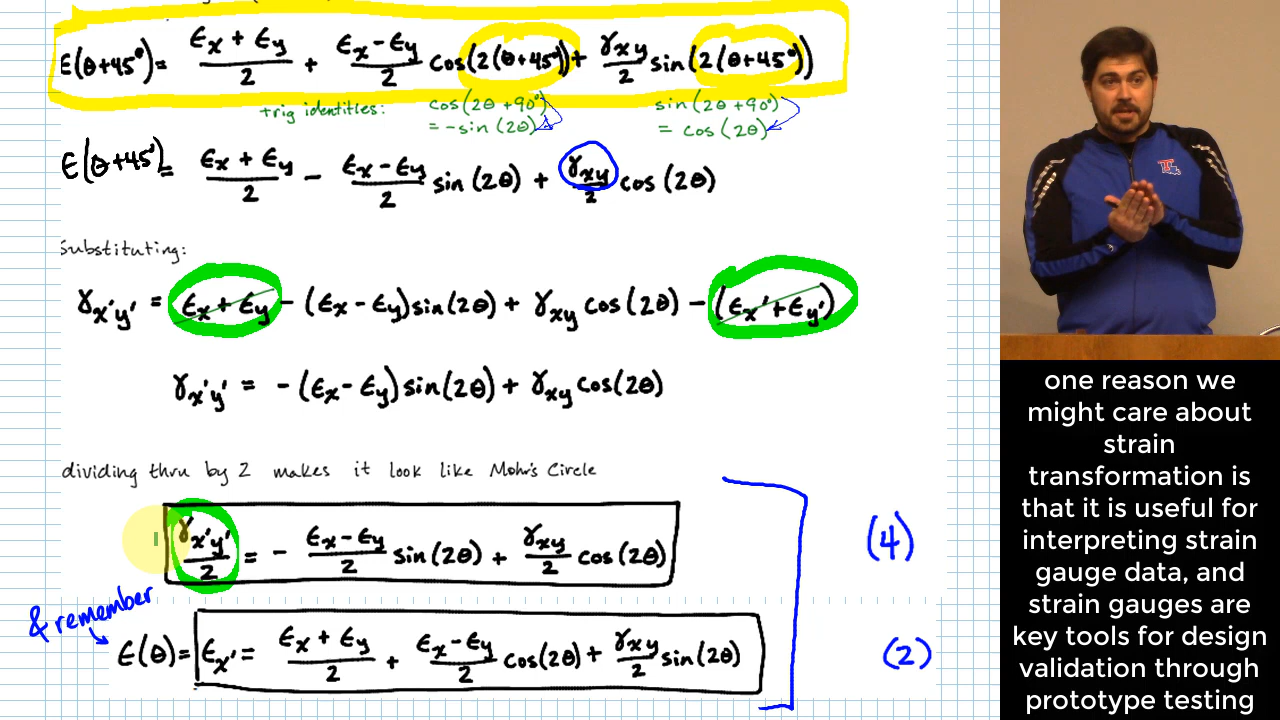 E(θ+45°) = (ϵx + ϵy)/2 + (ϵx − ϵy)/2 cos(2(θ+45°)) + γxy/2 sin(2(θ+45°))
trig identities: cos(2θ+90°) = −sin(2θ) sin(2θ+90°) = cos(2θ)
E(θ+45°) = (ϵx + ϵy)/2 − (ϵx − ϵy)/2 sin(2θ) + γxy/2 cos(2θ)
Substituting:
γx'y' = ϵx + ϵy − (ϵx − ϵy) sin(2θ) + γxy cos(2θ) − (ϵx' + ϵy')
γx'y' = −(ϵx − ϵy) sin(2θ) + γxy cos(2θ)
dividing thru by 2 makes it look like Mohr's Circle
γx'y'/2 = − (ϵx − ϵy)/2 sin(2θ) + γxy/2 cos(2θ) (4)
& remember
E(θ) = ϵx' = (ϵx + ϵy)/2 + (ϵx − ϵy)/2 cos(2θ) + γxy/2 sin(2θ) (2)
one reason we
might care about
strain
transformation is
that it is useful for
interpreting strain
gauge data, and
strain gauges are
key tools for design
validation through
prototype testing